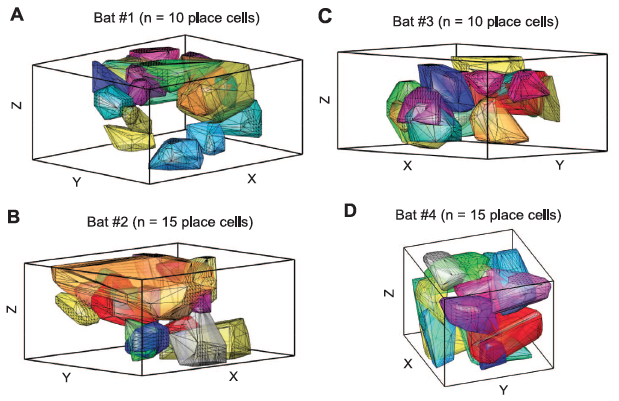 A
Bat #1 (n = 10 place cells)
Z
Y
X
C
Bat #3 (n = 10 place cells)
Z
X
Y
B
Bat #2 (n = 15 place cells)
Z
Y
X
D
Bat #4 (n = 15 place cells)
Z
X
Y